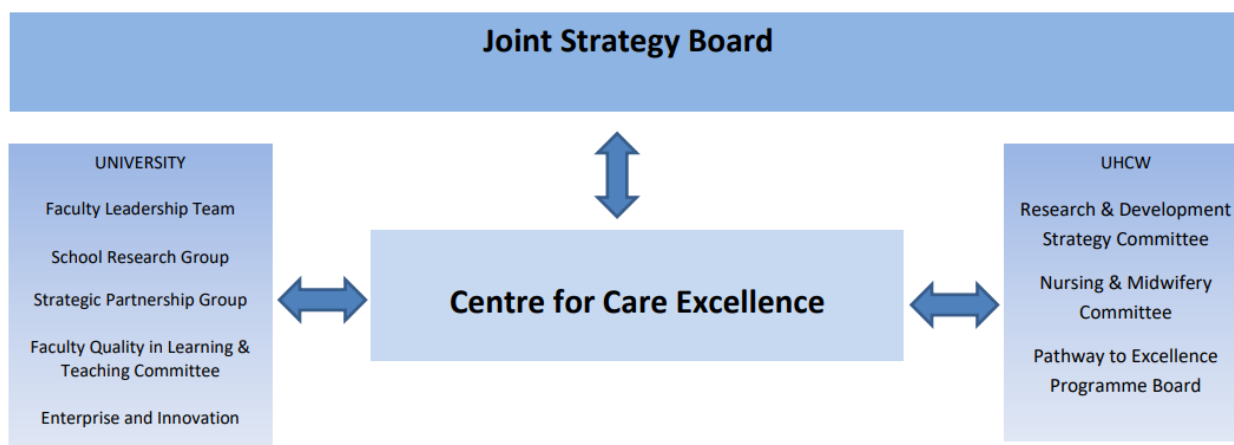 Joint Strategy Board
UNIVERSITY
Faculty Leadership Team
School Research Group
Strategic Partnership Group
Faculty Quality in Learning &
Teaching Committee
Enterprise and Innovation
Centre for Care Excellence
UHCW
Research & Development
Strategy Committee
Nursing & Midwifery
Committee
Pathway to Excellence
Programme Board